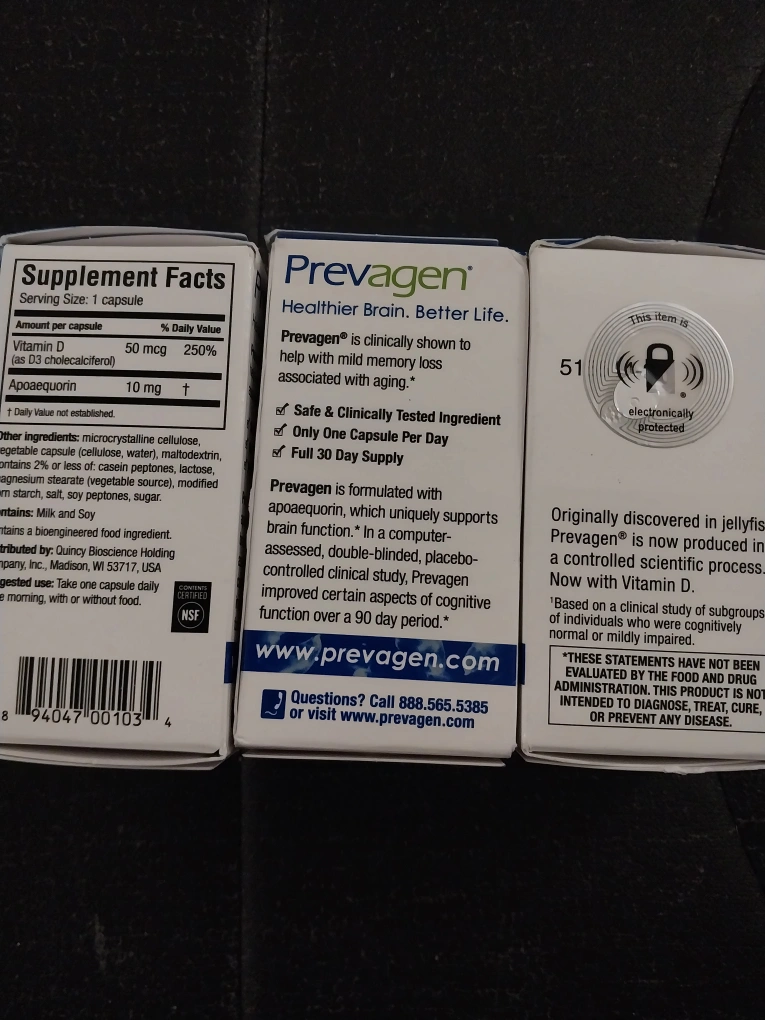 Supplement Facts
Serving Size: 1 capsule
Amount per capsule % Daily Value
Vitamin D 50 mcg 250%
(as D3 cholecalciferol)
Apoaequorin 10 mg †
† Daily Value not established.
ther ingredients: microcrystalline cellulose,
egetable capsule (cellulose, water), maltodextrin,
ontains 2% or less of: casein peptones, lactose,
agnesium stearate (vegetable source), modified
rn starch, salt, soy peptones, sugar.
ntains: Milk and Soy
ntains a bioengineered food ingredient.
tributed by: Quincy Bioscience Holding
mpany, Inc., Madison, WI 53717, USA
gested use: Take one capsule daily
e morning, with or without food.
CONTENTS
CERTIFIED
NSF
8 94047 00103 4
Prevagen®
Healthier Brain. Better Life.
Prevagen® is clinically shown to
help with mild memory loss
associated with aging.*
Safe & Clinically Tested Ingredient
Only One Capsule Per Day
Full 30 Day Supply
Prevagen is formulated with
apoaequorin, which uniquely supports
brain function.* In a computer-
assessed, double-blinded, placebo-
controlled clinical study, Prevagen
improved certain aspects of cognitive
function over a 90 day period.*
www.prevagen.com
Questions? Call 888.565.5385
or visit www.prevagen.com
51
This item is
electronically
protected
Originally discovered in jellyfis
Prevagen® is now produced in
a controlled scientific process.
Now with Vitamin D.
¹Based on a clinical study of subgroups
of individuals who were cognitively
normal or mildly impaired.
*THESE STATEMENTS HAVE NOT BEEN
EVALUATED BY THE FOOD AND DRUG
ADMINISTRATION. THIS PRODUCT IS NOT
INTENDED TO DIAGNOSE, TREAT, CURE,
OR PREVENT ANY DISEASE.